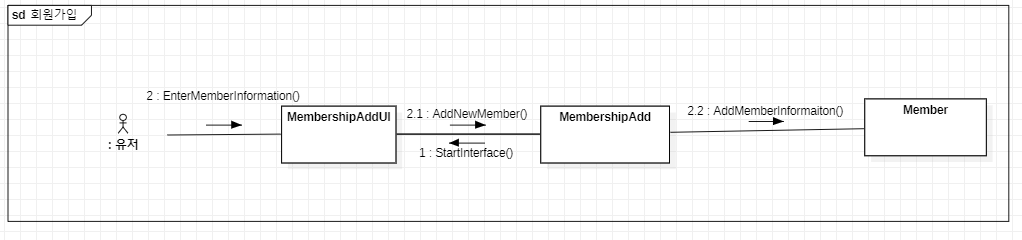 sd 회원가입
2 : EnterMemberInformation()
: 유저
MembershipAddUI
2.1 : AddNewMember()
1 : StartInterface()
MembershipAdd
2.2 : AddMemberInformaiton()
Member